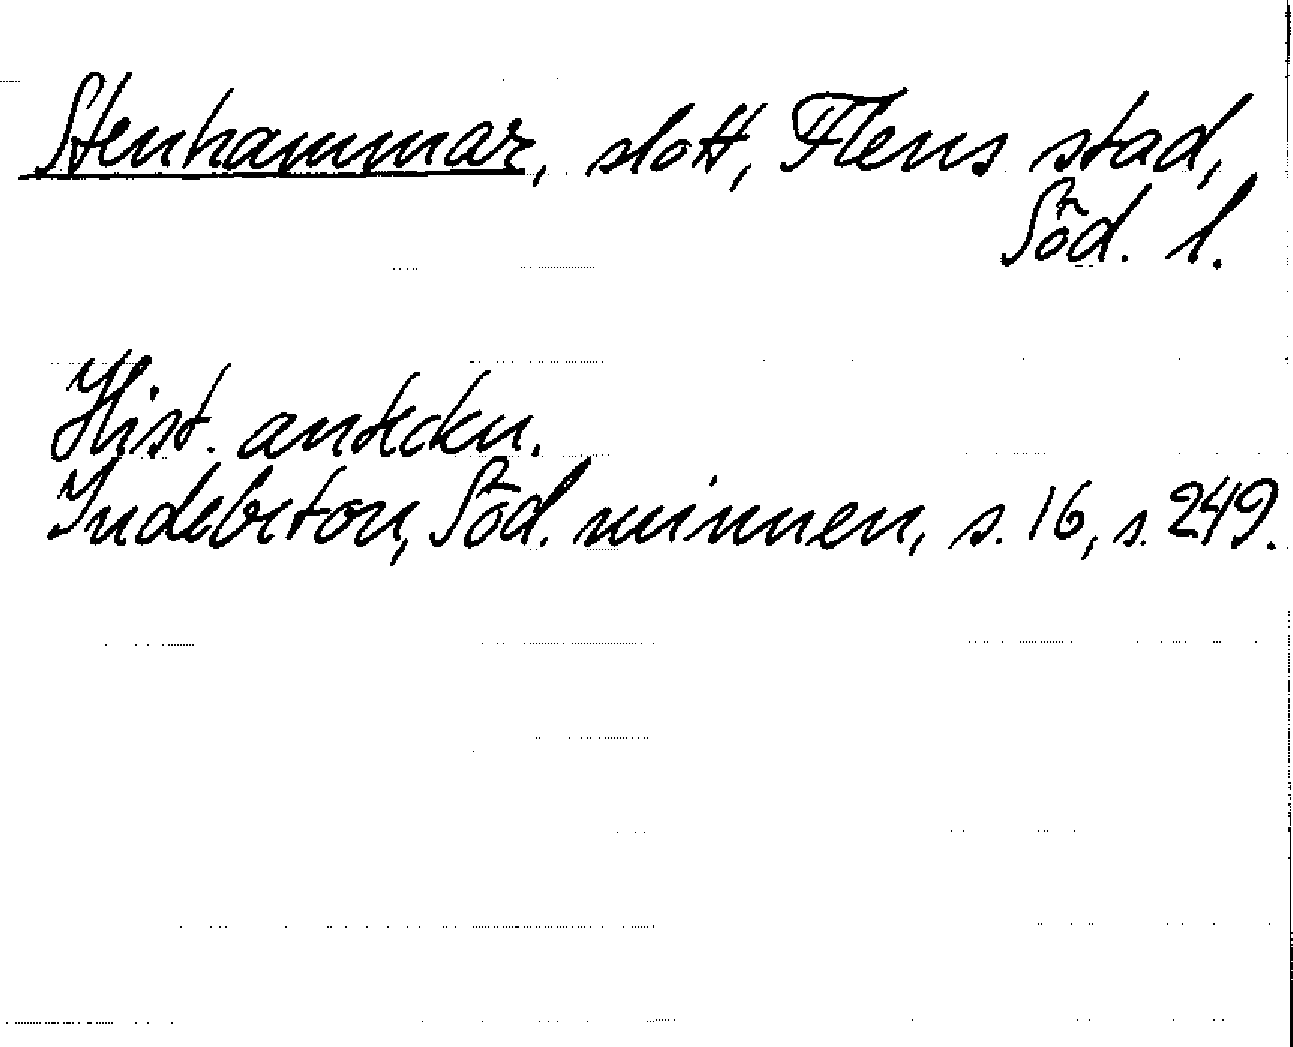 Stenhammar, slott, Flens stad,
Söd. l.
Hist. anteckn.
Indebetou, Söd. minnen, s. 16, s. 249.